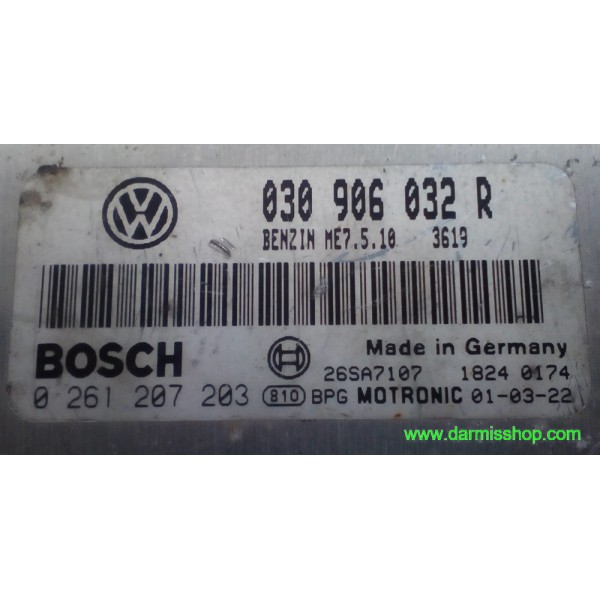 030 906 032 R
BENZIN ME7.5.10 3619
BOSCH
Made in Germany
26SA7107 1824 0174
0 261 207 203 810 BPG MOTRONIC 01-03-22
www.darmisshop.com